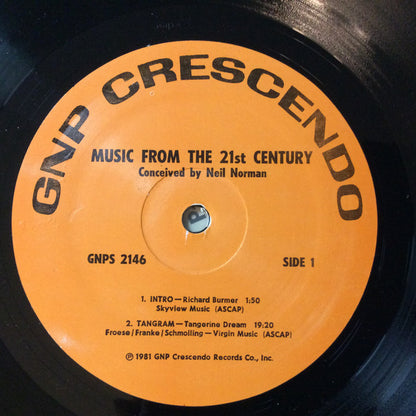 GNP CRESCENDO
MUSIC FROM THE 21st CENTURY
Conceived by Neil Norman
GNPS 2146 SIDE 1
1. INTRO—Richard Burmer 1:50
Skyview Music (ASCAP)
2. TANGRAM—Tangerine Dream 19:20
Froese/Franke/Schmolling—Virgin Music (ASCAP)
℗ 1981 GNP Crescendo Records Co., Inc.